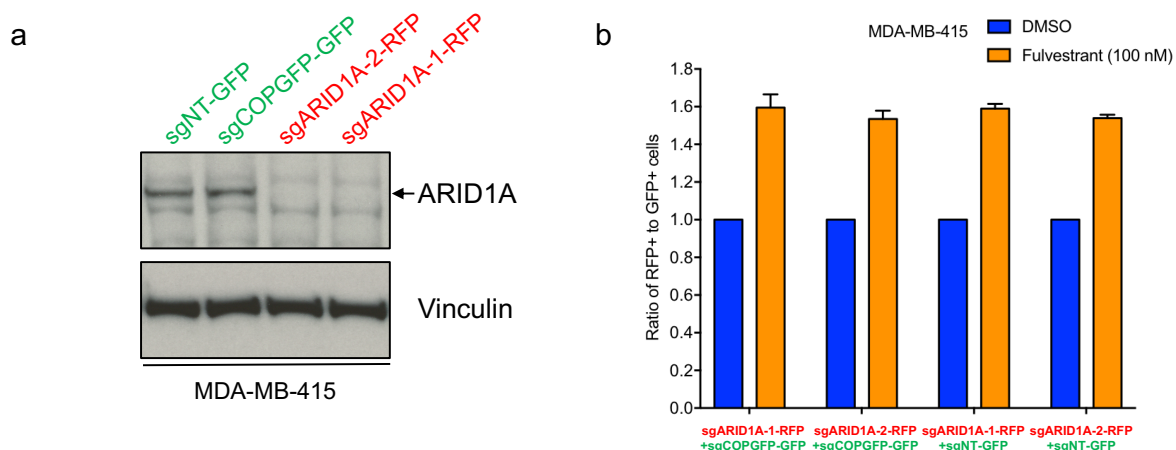 a
sgNT-GFP
sgCOPGFP-GFP
sgARID1A-2-RFP
sgARID1A-1-RFP
ARID1A
Vinculin
MDA-MB-415
b
MDA-MB-415
DMSO
Fulvestrant (100 nM)
Ratio of RFP+ to GFP+ cells
1.8
1.6
1.4
1.2
1.0
0.8
0.6
0.4
0.2
0.0
sgARID1A-1-RFP sgARID1A-2-RFP sgARID1A-1-RFP sgARID1A-2-RFP
+sgCOPGFP-GFP +sgCOPGFP-GFP +sgNT-GFP +sgNT-GFP